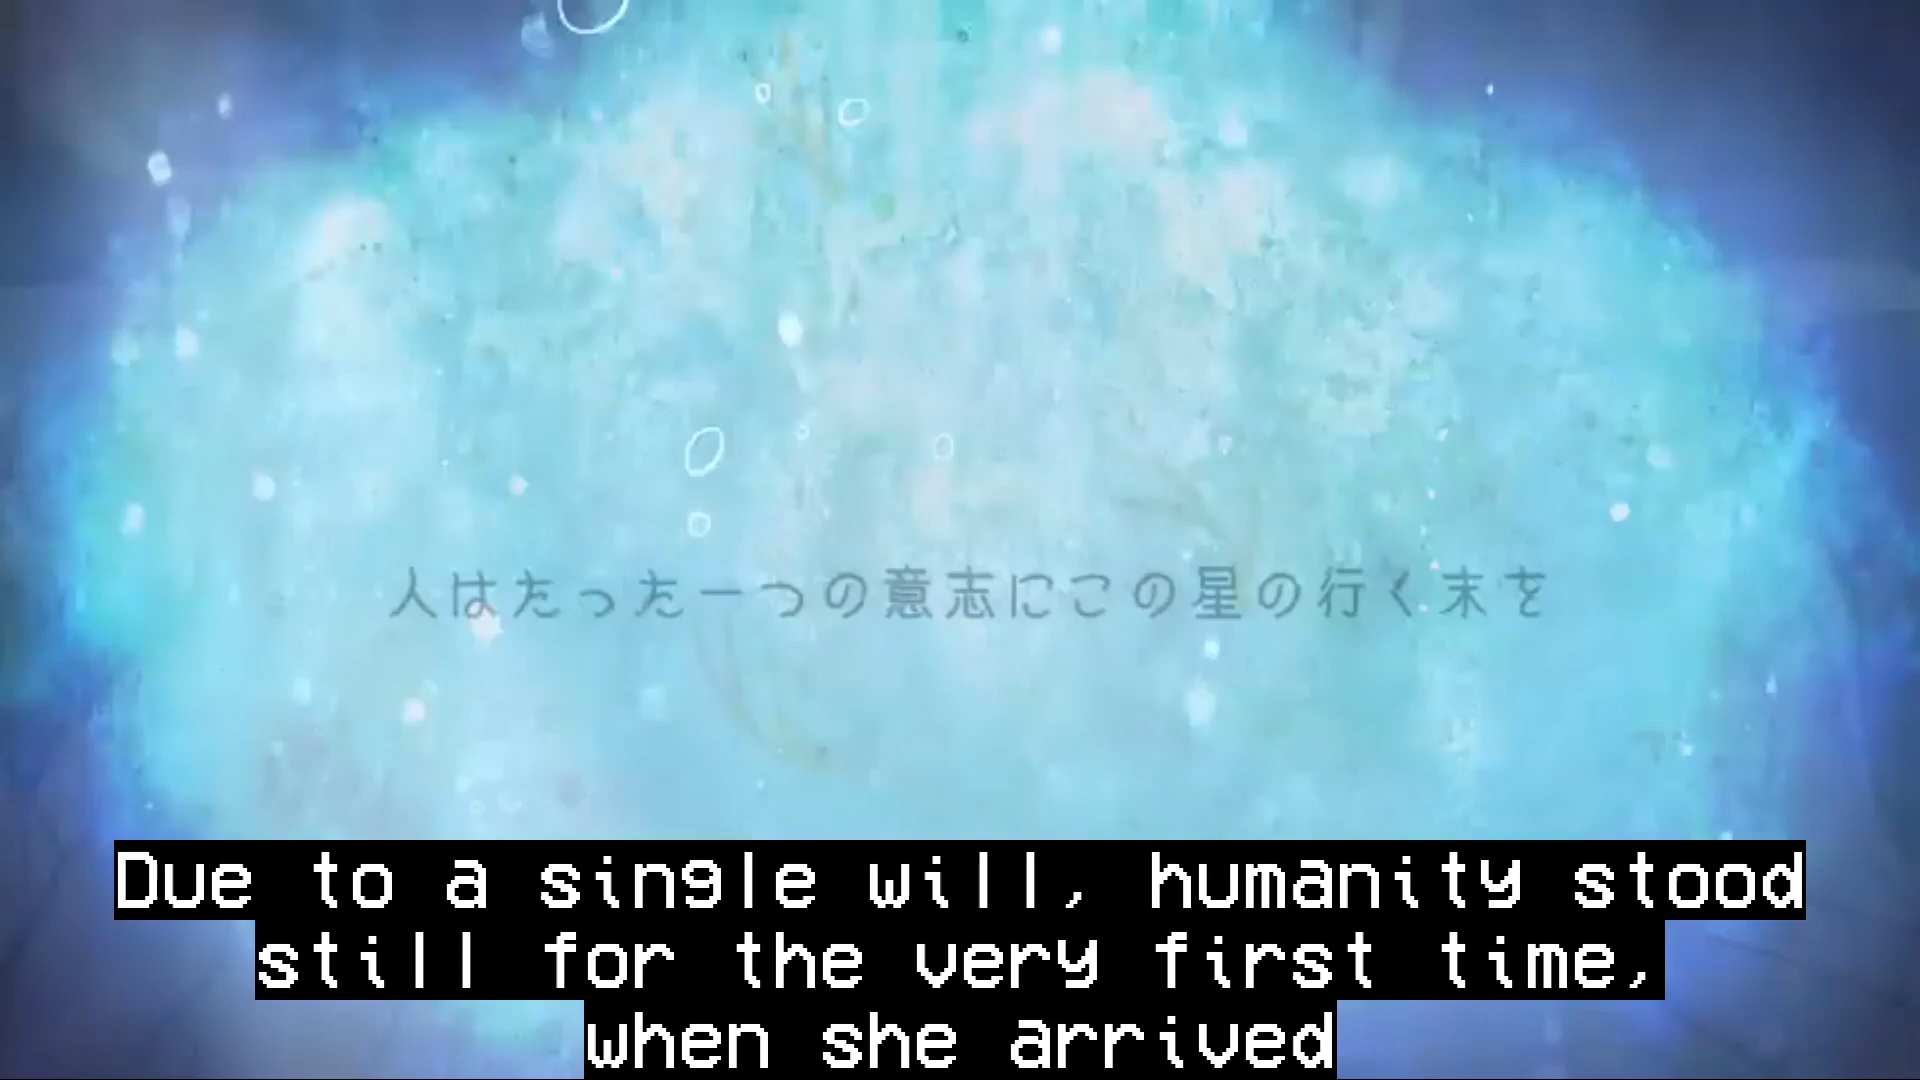 人はたった一つの意志にこの星の行く末を
Due to a single will, humanity stood
still for the very first time,
when she arrived